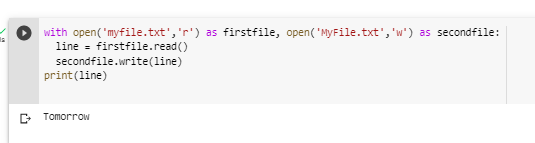 with open('myfile.txt','r') as firstfile, open('MyFile.txt','w') as secondfile:
  line = firstfile.read()
  secondfile.write(line)
print(line)
Tomorrow